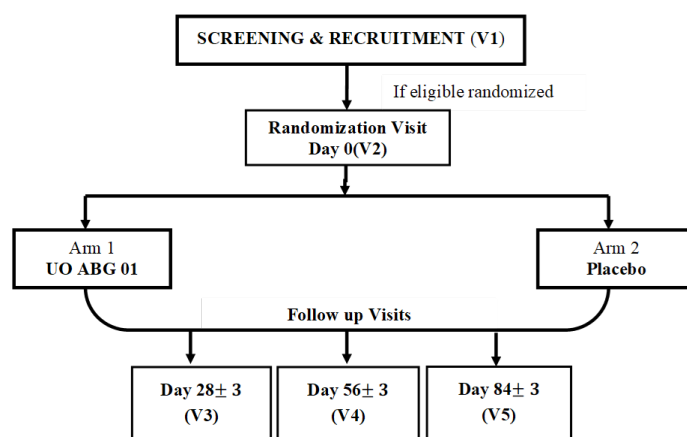 SCREENING & RECRUITMENT (V1)
If eligible randomized
Randomization Visit
Day 0(V2)
Arm 1
UO ABG 01
Arm 2
Placebo
Follow up Visits
Day 28± 3
(V3)
Day 56± 3
(V4)
Day 84± 3
(V5)